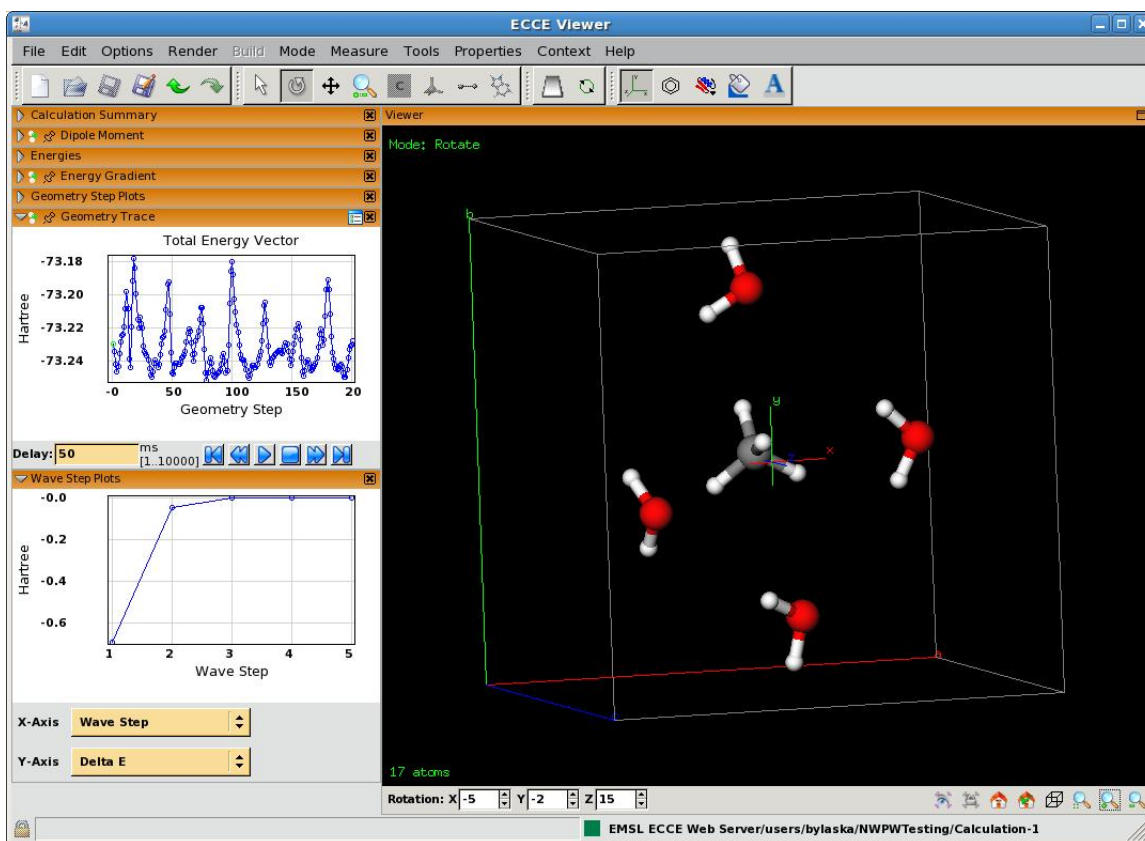 ECCE Viewer
File Edit Options Render Build Mode Measure Tools Properties Context Help
C
A
Calculation Summary
Dipole Moment
Energies
Energy Gradient
Geometry Step Plots
Geometry Trace
Total Energy Vector
-73.18
-73.20
-73.22
-73.24
Hartree
-0 50 100 150 20
Geometry Step
Delay: 50 ms
[1..10000]
Wave Step Plots
-0.0
-0.2
-0.4
-0.6
Hartree
1 2 3 4 5
Wave Step
X-Axis Wave Step
Y-Axis Delta E
Viewer
Mode: Rotate
b
y
x
z
a
17 atoms
Rotation: X -5 Y -2 Z 15
EMSL ECCE Web Server/users/bylaska/NWPWTesting/Calculation-1